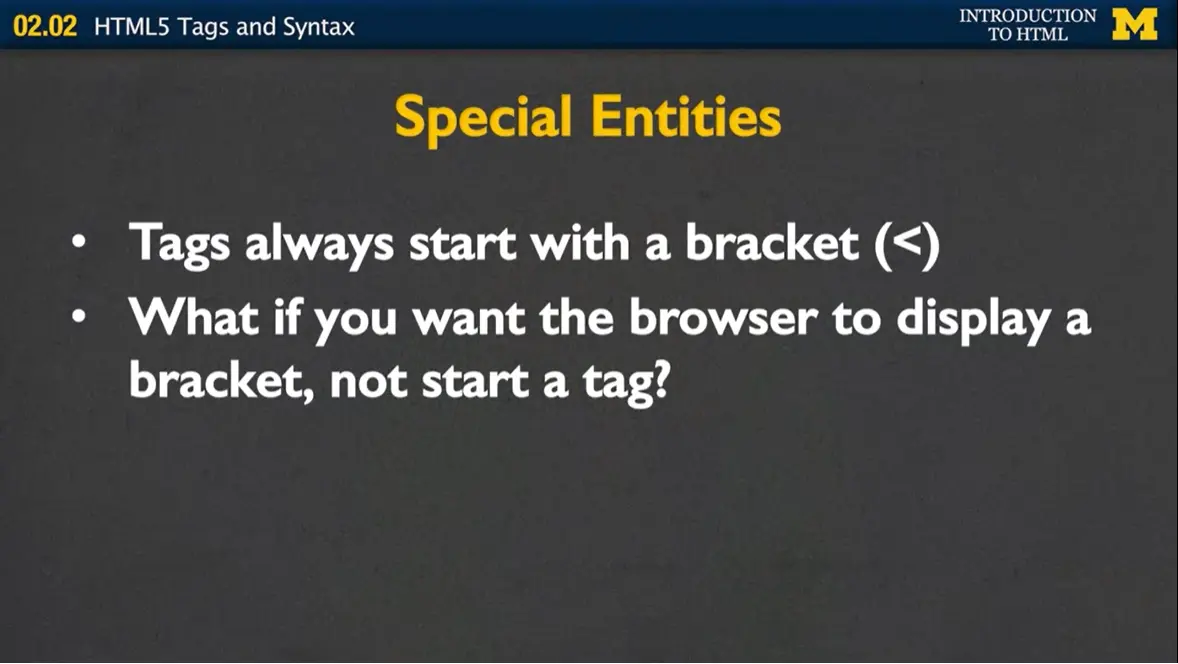 02.02 HTML5 Tags and Syntax
INTRODUCTION
TO HTML
M
Special Entities
• Tags always start with a bracket (<)
• What if you want the browser to display a
bracket, not start a tag?